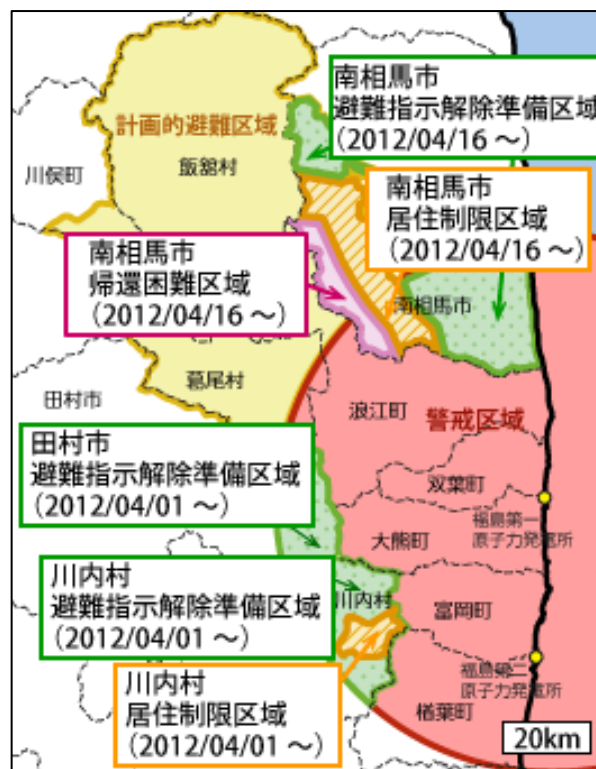 南相馬市
避難指示解除準備区域
(2012/04/16 ～)
計画的避難区域
飯舘村
川俣町
南相馬市
居住制限区域
(2012/04/16 ～)
南相馬市
帰還困難区域
(2012/04/16 ～)
南相馬市
葛尾村
田村市
浪江町
警戒区域
田村市
避難指示解除準備区域
(2012/04/01 ～)
双葉町
福島第一
原子力発電所
大熊町
川内村
避難指示解除準備区域
(2012/04/01 ～)
川内村
富岡町
福島第二
原子力発電所
川内村
居住制限区域
(2012/04/01 ～)
楢葉町
20km